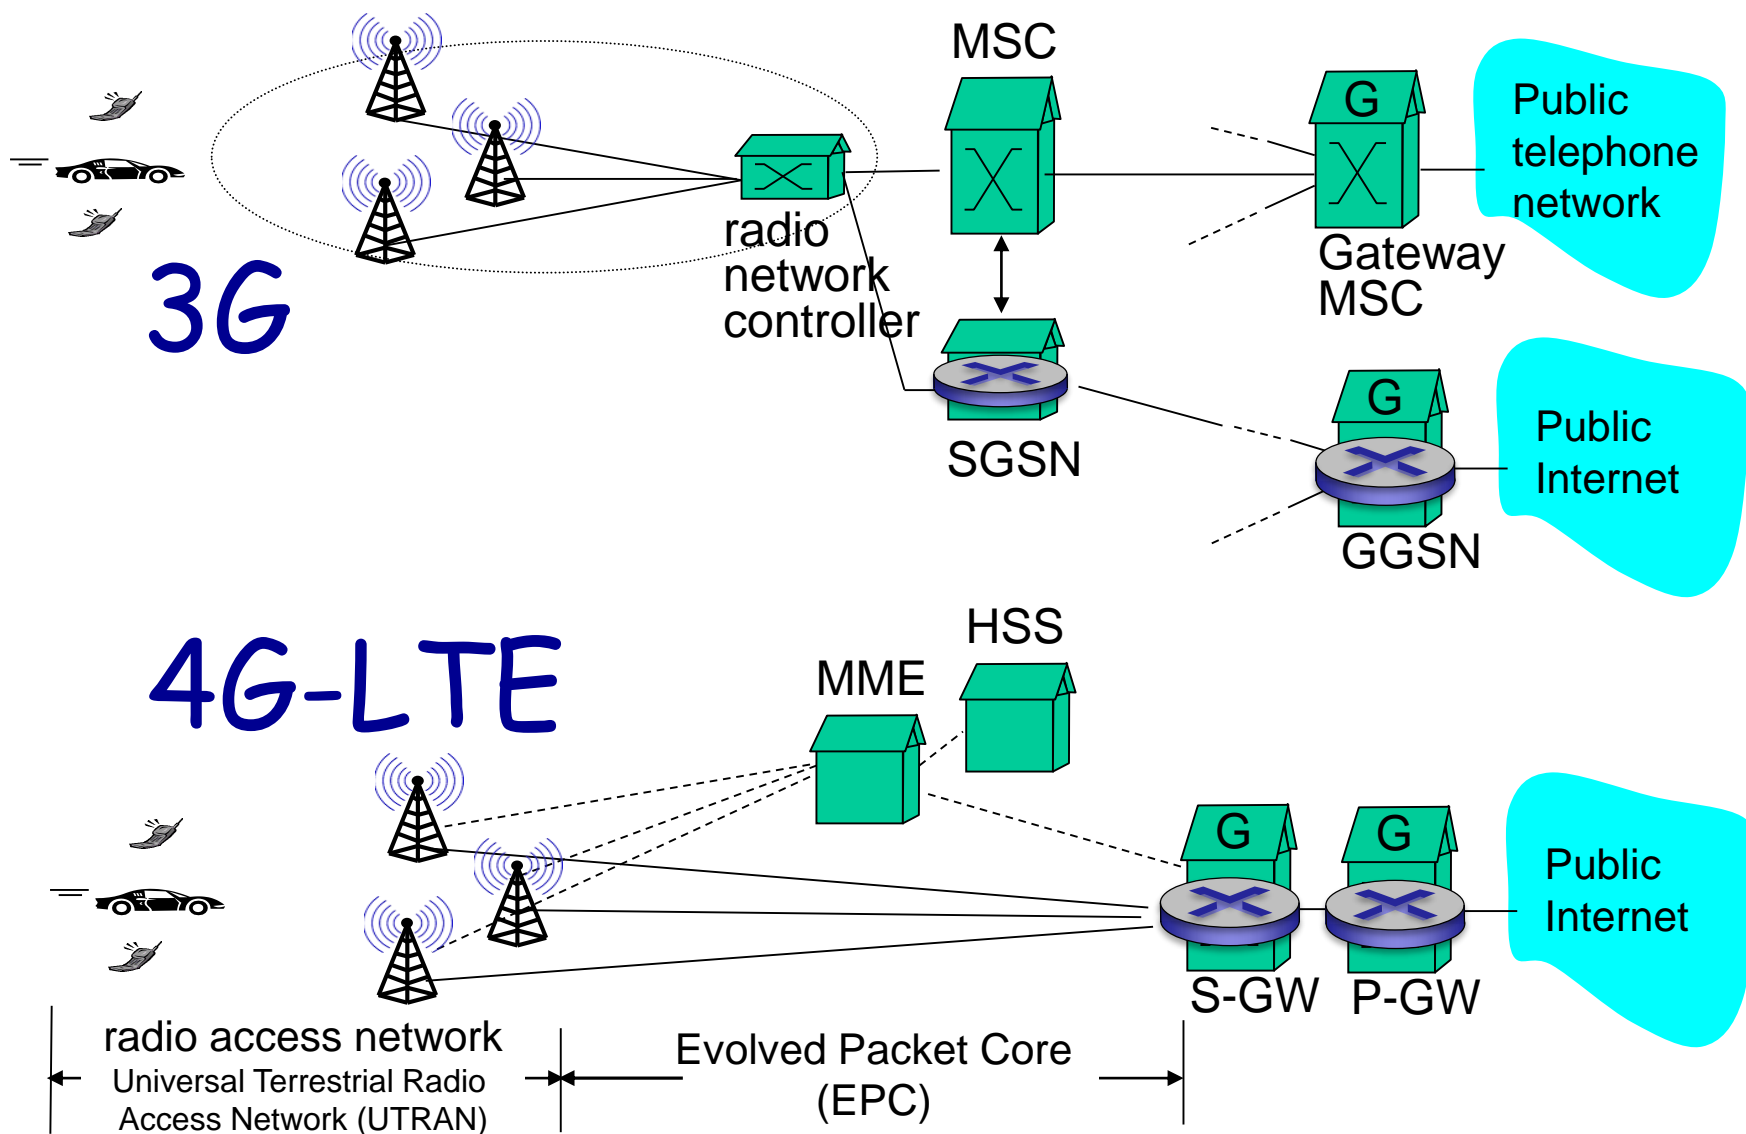 MSC
G
Public
telephone
network
radio
network
controller
Gateway
MSC
3G
G
Public
Internet
SGSN
GGSN
HSS
4G-LTE
MME
G
G
Public
Internet
S-GW
P-GW
radio access network
Universal Terrestrial Radio
Access Network (UTRAN)
Evolved Packet Core
(EPC)